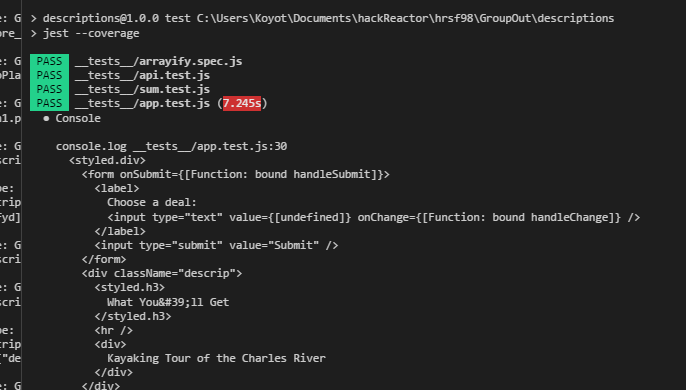 : G
ore_
: G
oPla
: G
n1.p
: G
scri
pe:
trip
fyd]
: G
scri
: G
scri
pe:
trip
["de
e: G
> descriptions@1.0.0 test C:\Users\Koyot\Documents\hackReactor\hrsf98\GroupOut\descriptions
> jest --coverage
PASS __tests__/arrayify.spec.js
PASS __tests__/api.test.js
PASS __tests__/sum.test.js
PASS __tests__/app.test.js (7.245s)
● Console
console.log __tests__/app.test.js:30
<styled.div>
<form onSubmit={[Function: bound handleSubmit]}>
<label>
Choose a deal:
<input type="text" value={[undefined]} onChange={[Function: bound handleChange]} />
</label>
<input type="submit" value="Submit" />
</form>
<div className="descrip">
<styled.h3>
What You&#39;ll Get
</styled.h3>
<hr />
<div>
Kayaking Tour of the Charles River
</div>
</div>